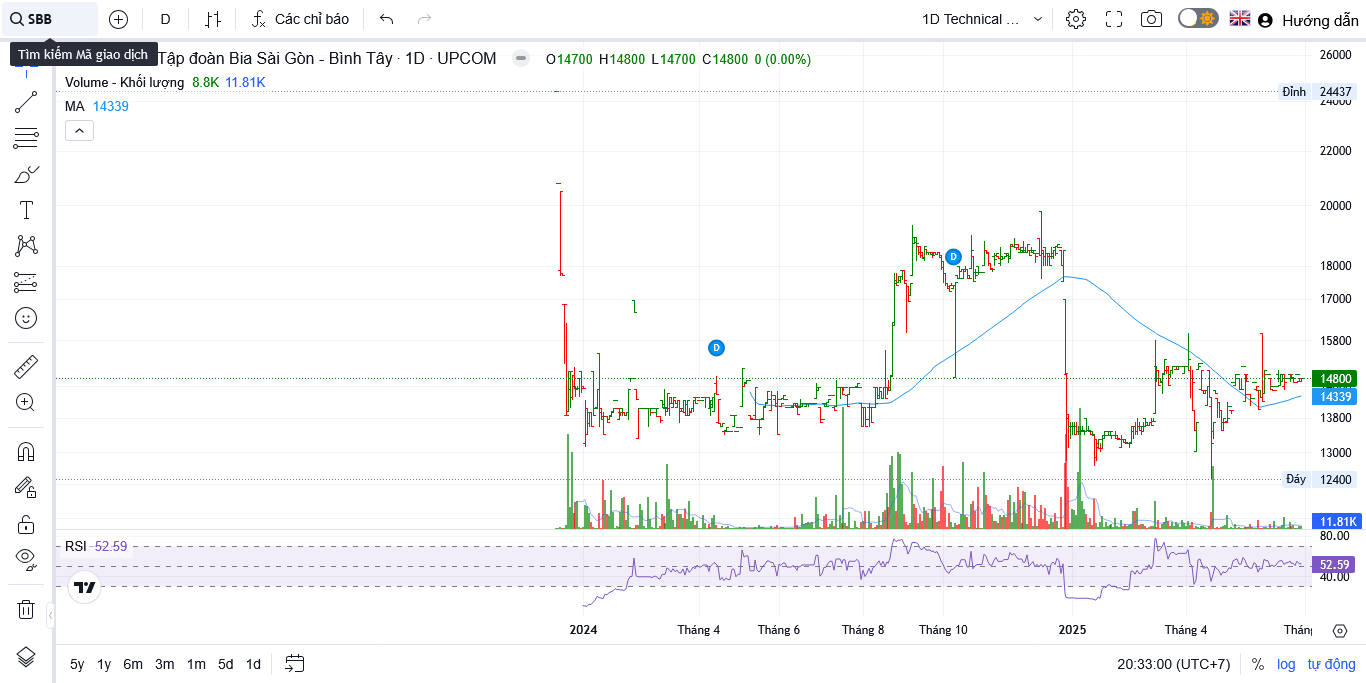 SBB D Các chỉ báo 1D Technical ... Hướng dẫn
Tìm kiếm Mã giao dịch
Tập đoàn Bia Sài Gòn - Bình Tây · 1D · UPCOM O14700 H14800 L14700 C14800 0 (0.00%)
Volume - Khối lượng 8.8K 11.81K
MA 14339
26000
Đỉnh 24437
24000
22000
20000
D
18000
17000
15800
D
14800
14339
13800
13000
Đáy 12400
11.81K
80.00
RSI 52.59
52.59
40.00
2024 Tháng 4 Tháng 6 Tháng 8 Tháng 10 2025 Tháng 4 Tháng
5y 1y 6m 3m 1m 5d 1d 20:33:00 (UTC+7) % log tự động